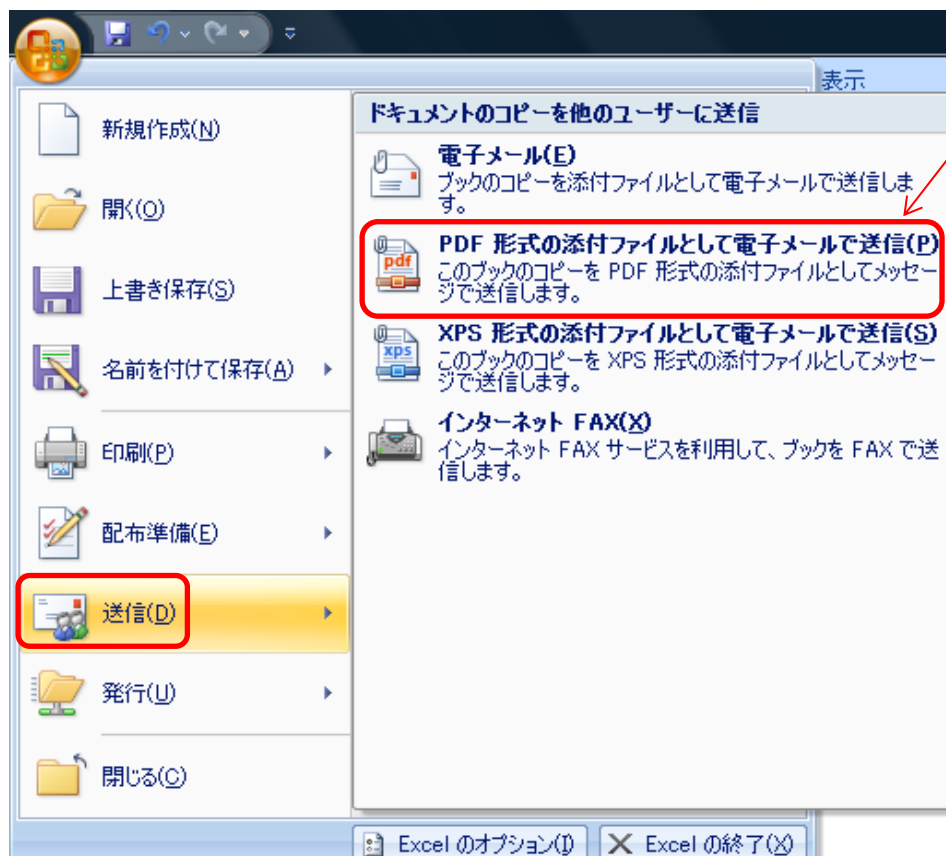 表示
新規作成(N)
開く(O)
上書き保存(S)
名前を付けて保存(A)
印刷(P)
配布準備(E)
送信(D)
発行(U)
閉じる(C)
ドキュメントのコピーを他のユーザーに送信
電子メール(E)
ブックのコピーを添付ファイルとして電子メールで送信しま
す。
PDF 形式の添付ファイルとして電子メールで送信(P)
このブックのコピーを PDF 形式の添付ファイルとしてメッセー
ジで送信します。
XPS 形式の添付ファイルとして電子メールで送信(S)
このブックのコピーを XPS 形式の添付ファイルとしてメッセー
ジで送信します。
インターネット FAX(X)
インターネット FAX サービスを利用して、ブックを FAX で送
信します。
pdf
xps
Excel のオプション(I)
Excel の終了(X)